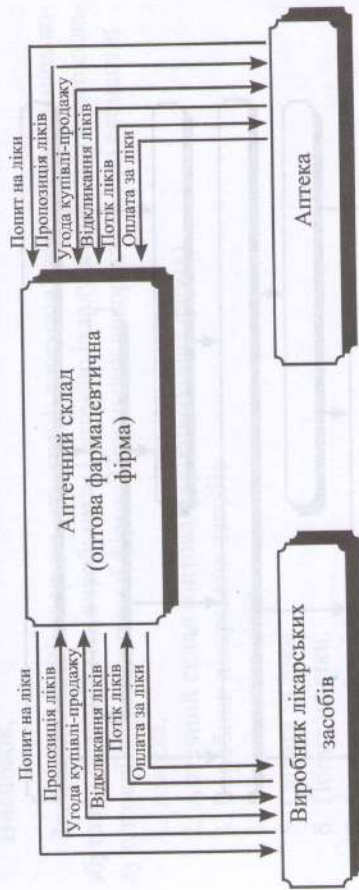 Попит на ліки
Пропозиція ліків
Угода купівлі-продажу
Відкликання ліків
Потік ліків
Оплата за ліки
Аптечний склад
(оптова фармацевтична
фірма)
Попит на ліки
Пропозиція ліків
Угода купівлі-продажу
Відкликання ліків
Потік ліків
Оплата за ліки
Виробник лікарських
засобів
Аптека